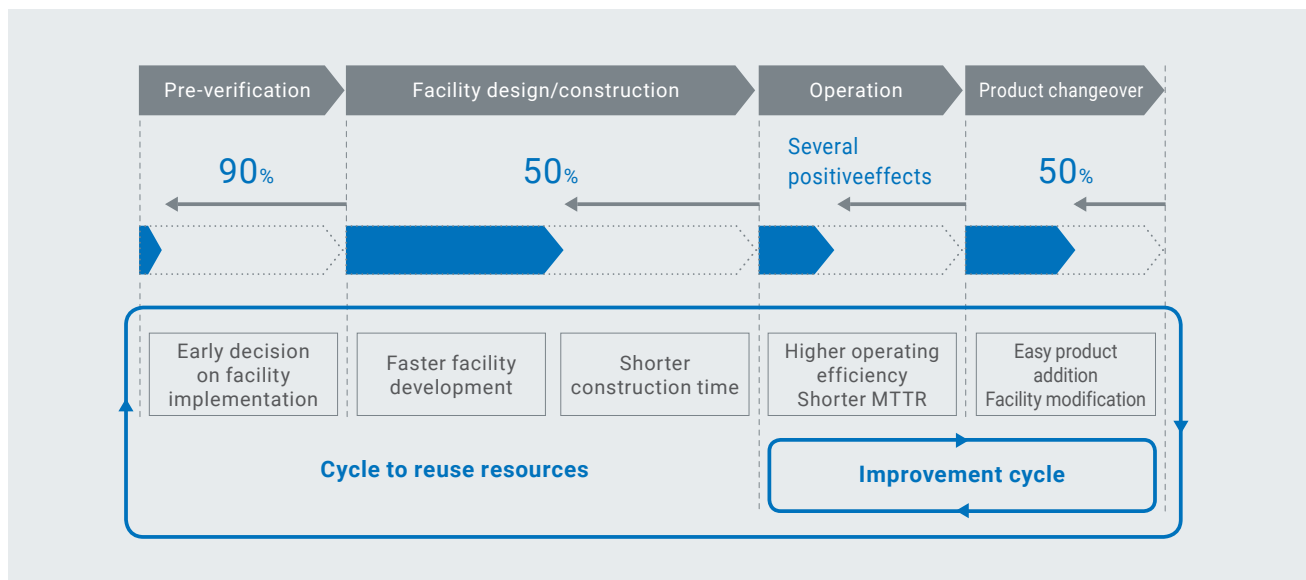 Pre-verification
Facility design/construction
Operation
Product changeover
90%
50%
Several
positiveeffects
50%
Early decision
on facility
implementation
Faster facility
development
Shorter
construction time
Higher operating
efficiency
Shorter MTTR
Easy product
addition
Facility modification
Cycle to reuse resources
Improvement cycle